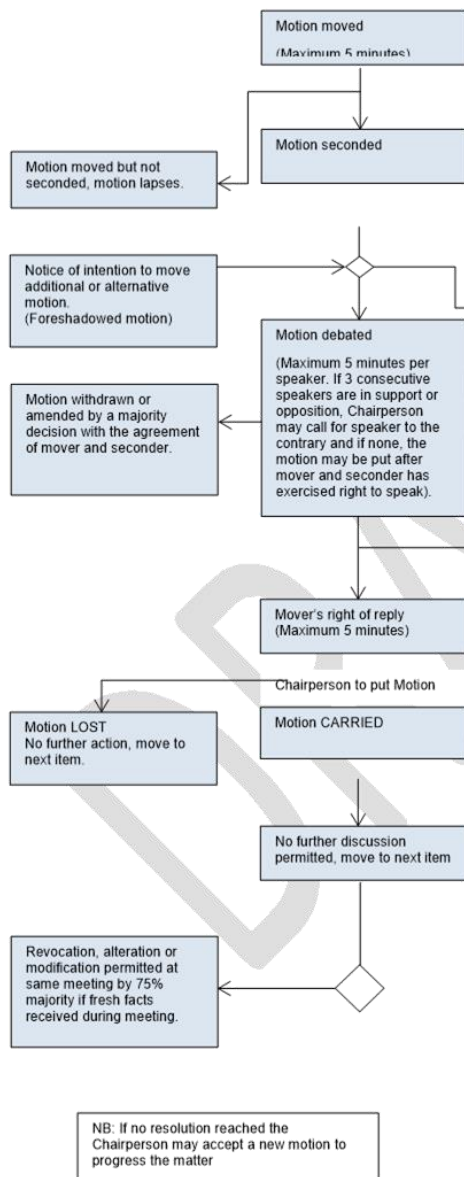 Motion moved
(Maximum 5 minutes)
Motion seconded
Motion moved but not
seconded, motion lapses.
Notice of intention to move
additional or alternative
motion.
(Foreshadowed motion)
Motion debated
(Maximum 5 minutes per
speaker. If 3 consecutive
speakers are in support or
opposition, Chairperson
may call for speaker to the
contrary and if none, the
motion may be put after
mover and seconder has
exercised right to speak).
Motion withdrawn or
amended by a majority
decision with the agreement
of mover and seconder.
Mover's right of reply
(Maximum 5 minutes)
Chairperson to put Motion
Motion LOST
No further action, move to
next item.
Motion CARRIED
No further discussion
permitted, move to next item
Revocation, alteration or
modification permitted at
same meeting by 75%
majority if fresh facts
received during meeting.
NB: If no resolution reached the
Chairperson may accept a new motion to
progress the matter